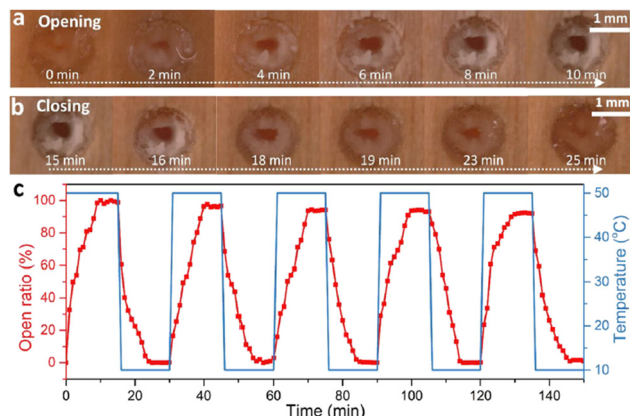 a Opening 1 mm
0 min 2 min 4 min 6 min 8 min 10 min
b Closing 1 mm
15 min 16 min 18 min 19 min 23 min 25 min
c
Open ratio (%)
100
80
60
40
20
0
50
40
30
20
10
Temperature (°C)
0 20 40 60 80 100 120 140
Time (min)